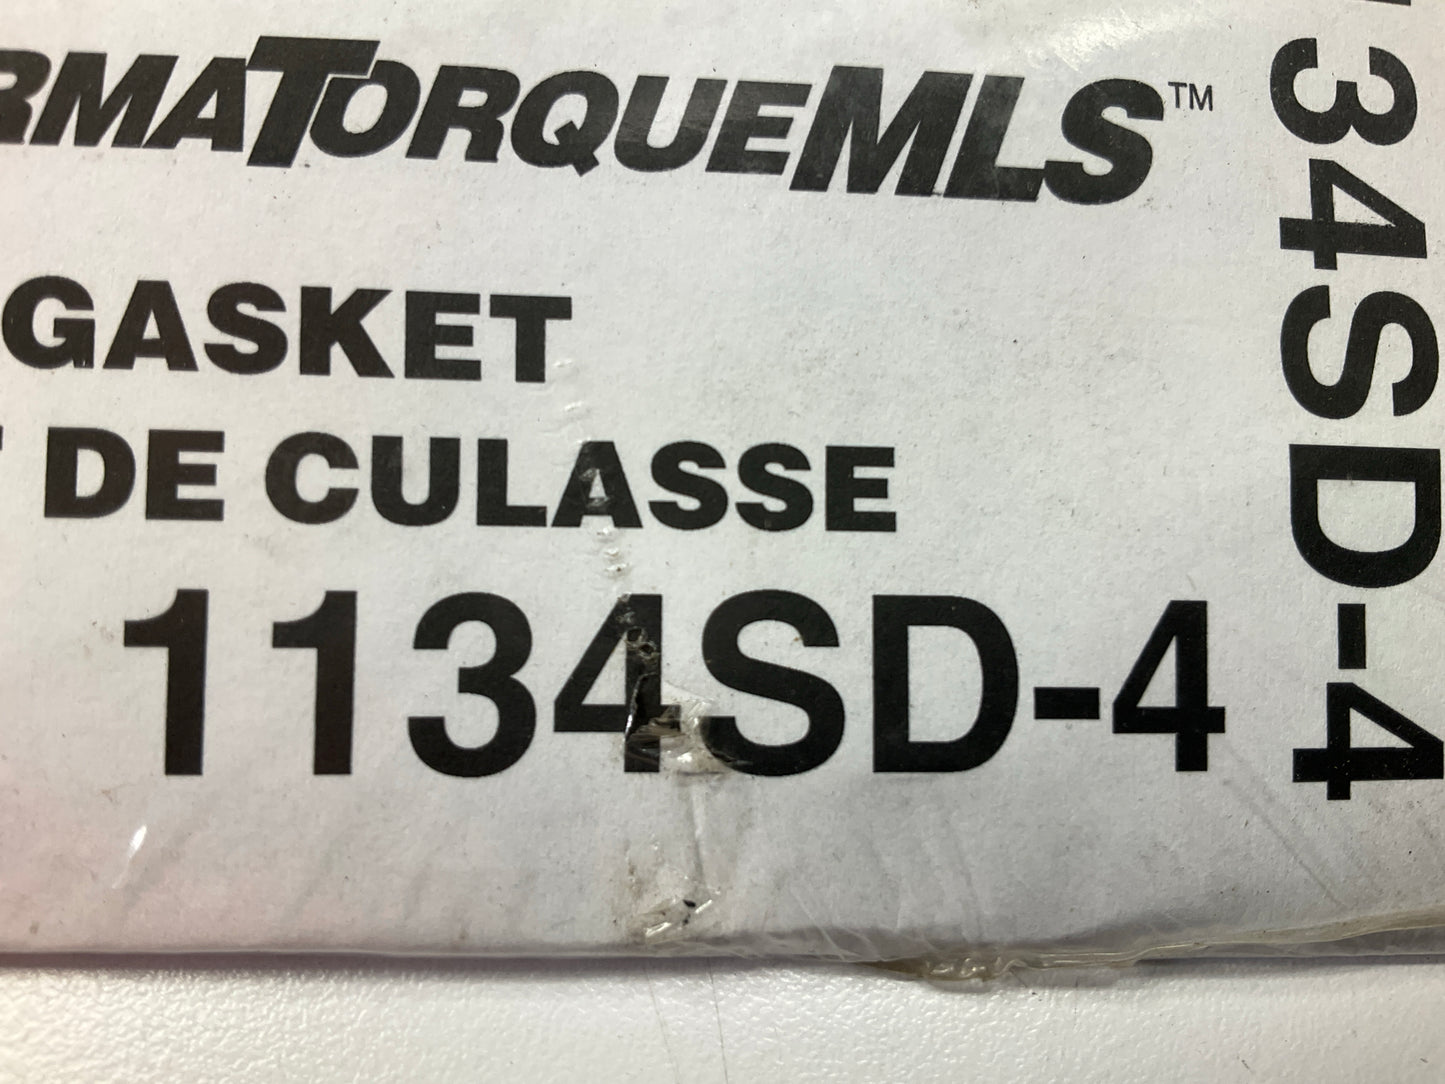 RMATORQUEMLS™
GASKET
DE CULASSE
1134SD-4
34SD-4